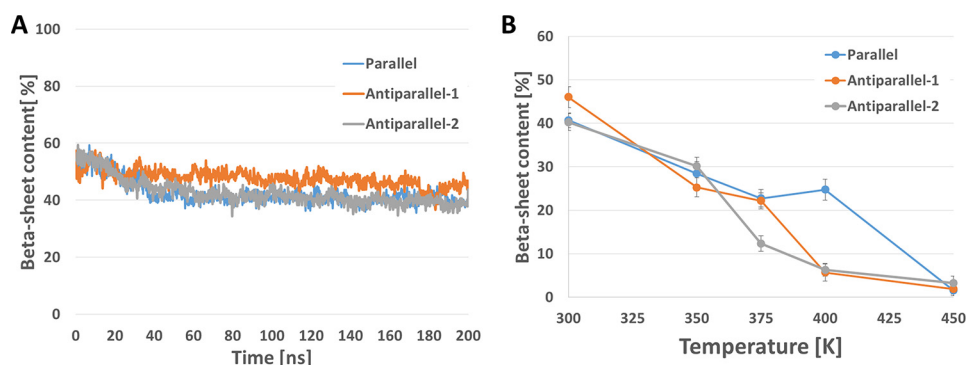 A
Beta-sheet content[%]
100
80
60
40
20
0
0 20 40 60 80 100 120 140 160 180 200
Time [ns]
Parallel
Antiparallel-1
Antiparallel-2
B
Beta-sheet content [%]
60
50
40
30
20
10
0
300 325 350 375 400 425 450
Temperature [K]
Parallel
Antiparallel-1
Antiparallel-2